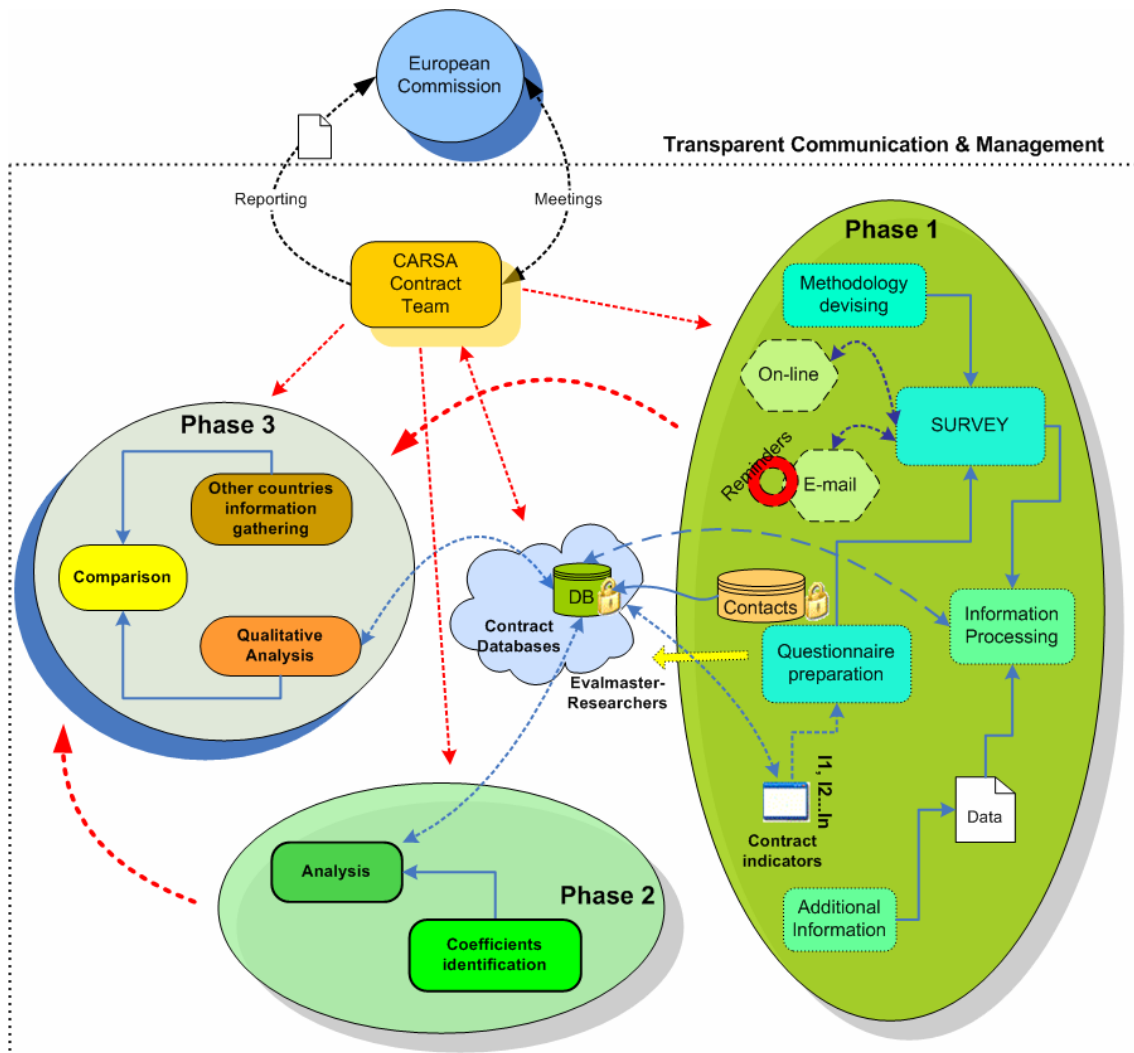 European
Commission
Transparent Communication & Management
Reporting
Meetings
CARSA
Contract
Team
Phase 1
Methodology
devising
On-line
SURVEY
Reminders
E-mail
Phase 3
Other countries
information
gathering
Comparison
Qualitative
Analysis
DB
Contract
Databases
Evalmaster-
Researchers
Contacts
Information
Processing
Questionnaire
preparation
I1, I2...In
Contract
indicators
Data
Additional
Information
Phase 2
Analysis
Coefficients
identification